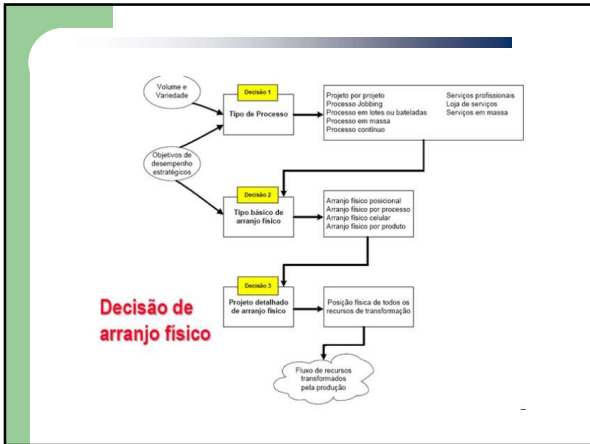 Volume e
Variedade
Decisão 1
Tipo de Processo
Projeto por projeto
Processo Jobbing
Processo em lotes ou bateladas
Processo em massa
Processo contínuo
Serviços profissionais
Loja de serviços
Serviços em massa
Objetivos de
desempenho
estratégicos
Decisão 2
Tipo básico de
arranjo físico
Arranjo físico posicional
Arranjo físico por processo
Arranjo físico celular
Arranjo físico por produto
Decisão 3
Projeto detalhado
de arranjo físico
Posição física de todos os
recursos de transformação
Decisão de
arranjo físico
Fluxo de recursos
transformados
pela produção